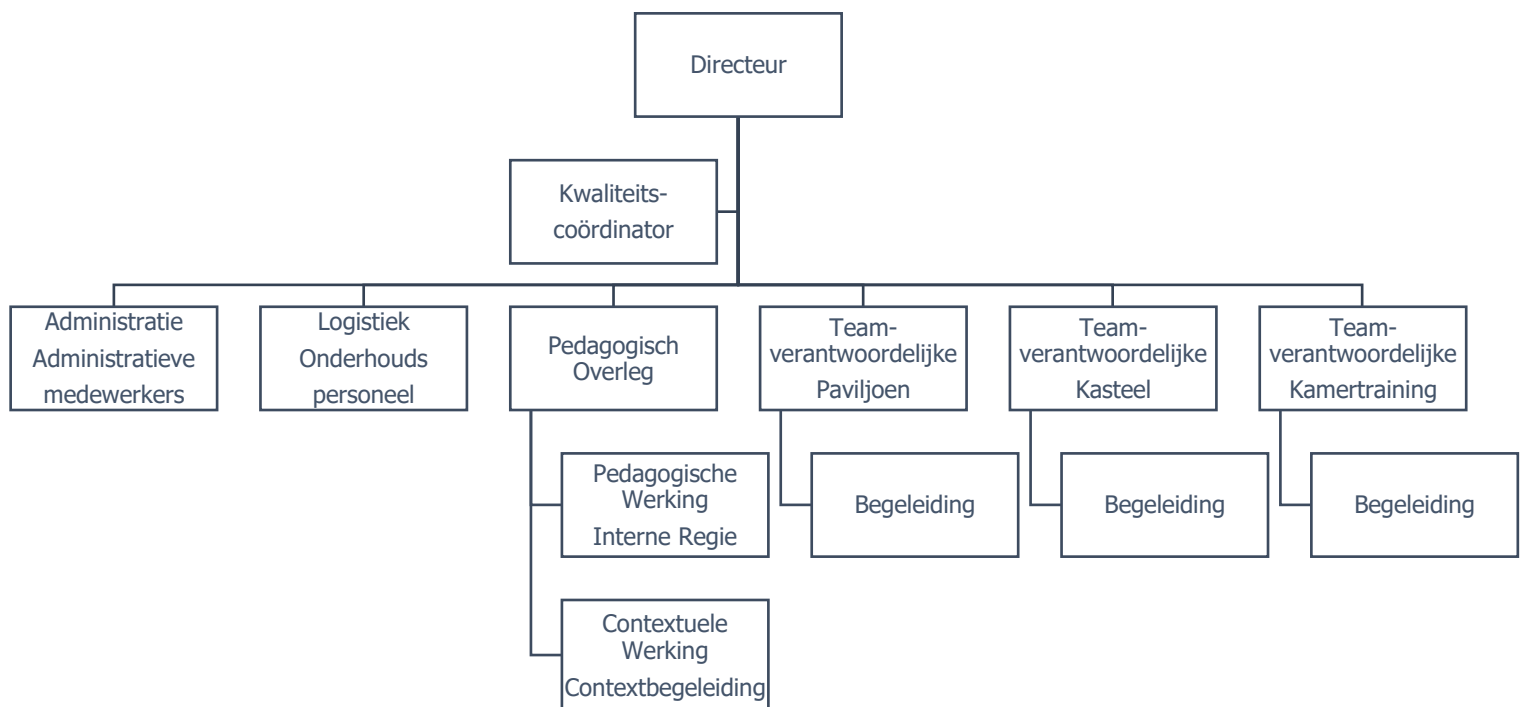 Directeur
Kwaliteits-
coördinator
Administratie
Administratieve
medewerkers
Logistiek
Onderhouds
personeel
Pedagogisch
Overleg
Team-
verantwoordelijke
Paviljoen
Team-
verantwoordelijke
Kasteel
Team-
verantwoordelijke
Kamertraining
Pedagogische
Werking
Interne Regie
Begeleiding
Begeleiding
Begeleiding
Contextuele
Werking
Contextbegeleiding